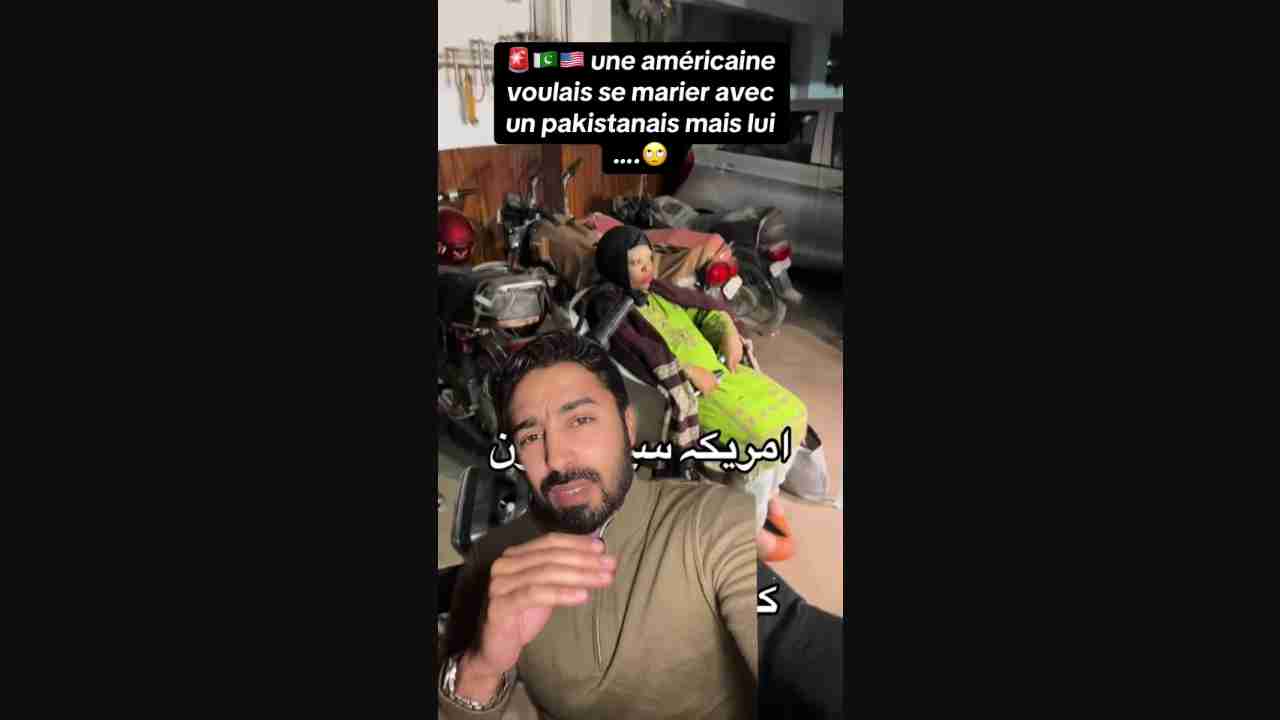 🚨🇵🇰🇺🇸 une américaine
voulais se marier avec
un pakistanais mais lui
....🙄
امریکہ